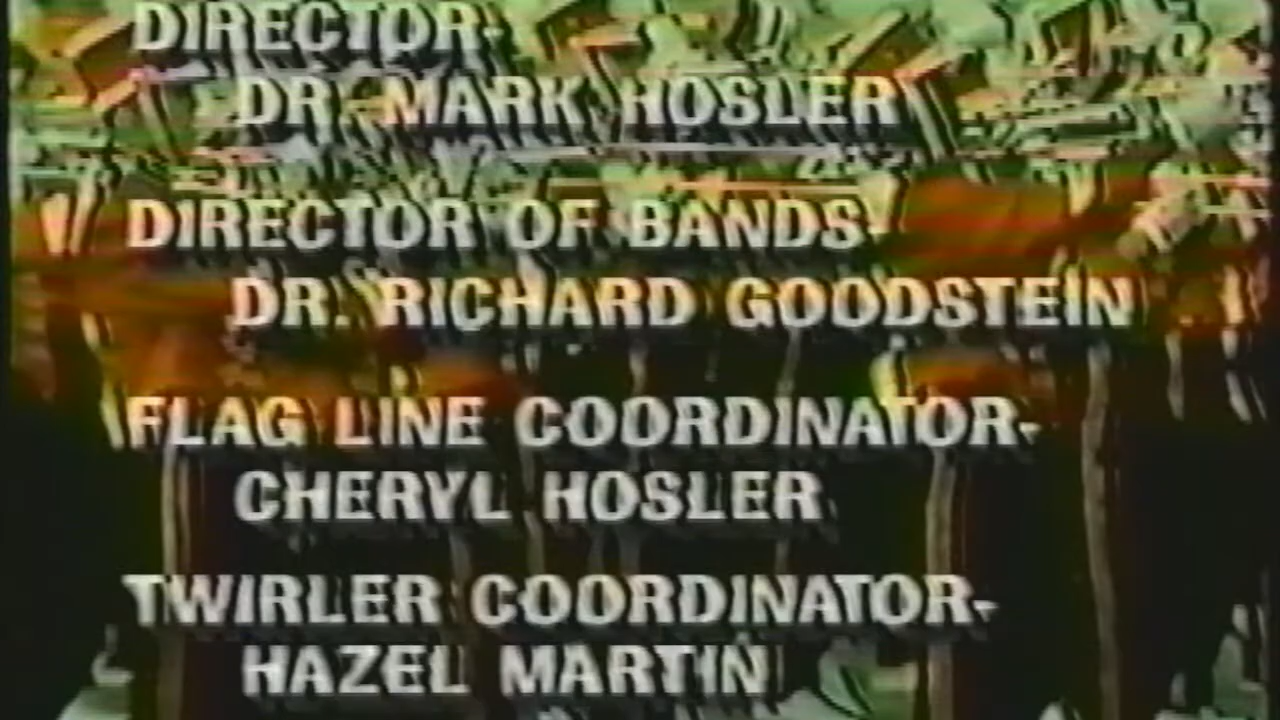 DIRECTOR-
DR. MARK HOSLER
DIRECTOR OF BANDS-
DR. RICHARD GOODSTEIN
FLAG LINE COORDINATOR-
CHERYL HOSLER
TWIRLER COORDINATOR-
HAZEL MARTIN